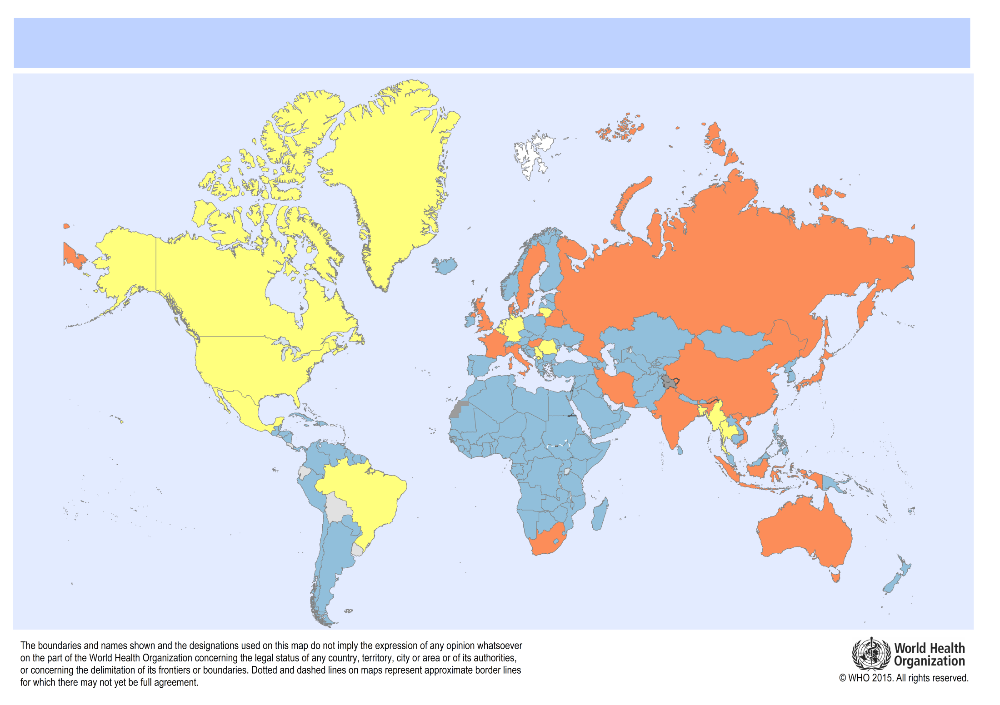 The boundaries and names shown and the designations used on this map do not imply the expression of any opinion whatsoever
on the part of the World Health Organization concerning the legal status of any country, territory, city or area or of its authorities,
or concerning the delimitation of its frontiers or boundaries. Dotted and dashed lines on maps represent approximate border lines
for which there may not yet be full agreement.
World Health
Organization
© WHO 2015. All rights reserved.